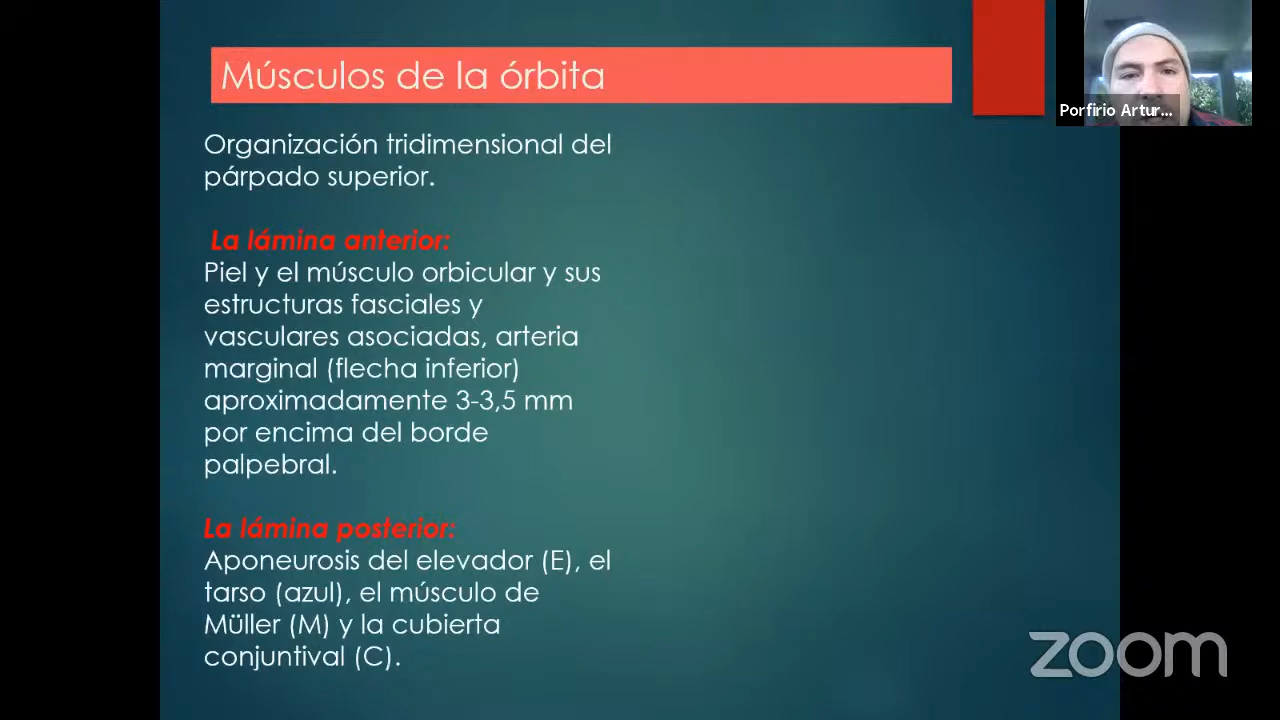 Músculos de la órbita
Porfirio Artur...
Organización tridimensional del
párpado superior.
La lámina anterior:
Piel y el músculo orbicular y sus
estructuras fasciales y
vasculares asociadas, arteria
marginal (flecha inferior)
aproximadamente 3-3,5 mm
por encima del borde
palpebral.
La lámina posterior:
Aponeurosis del elevador (E), el
tarso (azul), el músculo de
Müller (M) y la cubierta
conjuntival (C).
zoom